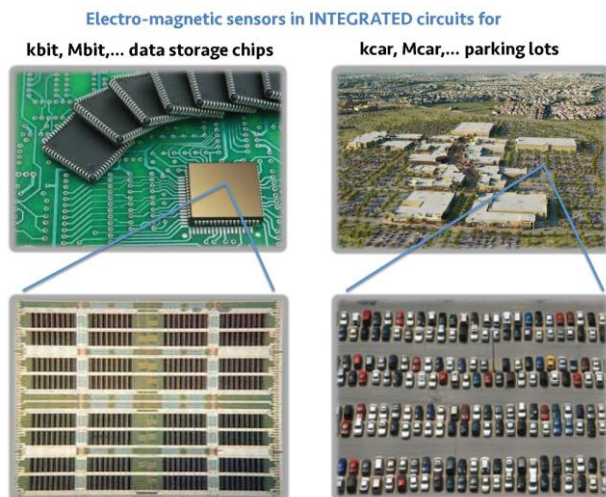 Electro-magnetic sensors in INTEGRATED circuits for
kbit, Mbit,... data storage chips
kcar, Mcar,... parking lots